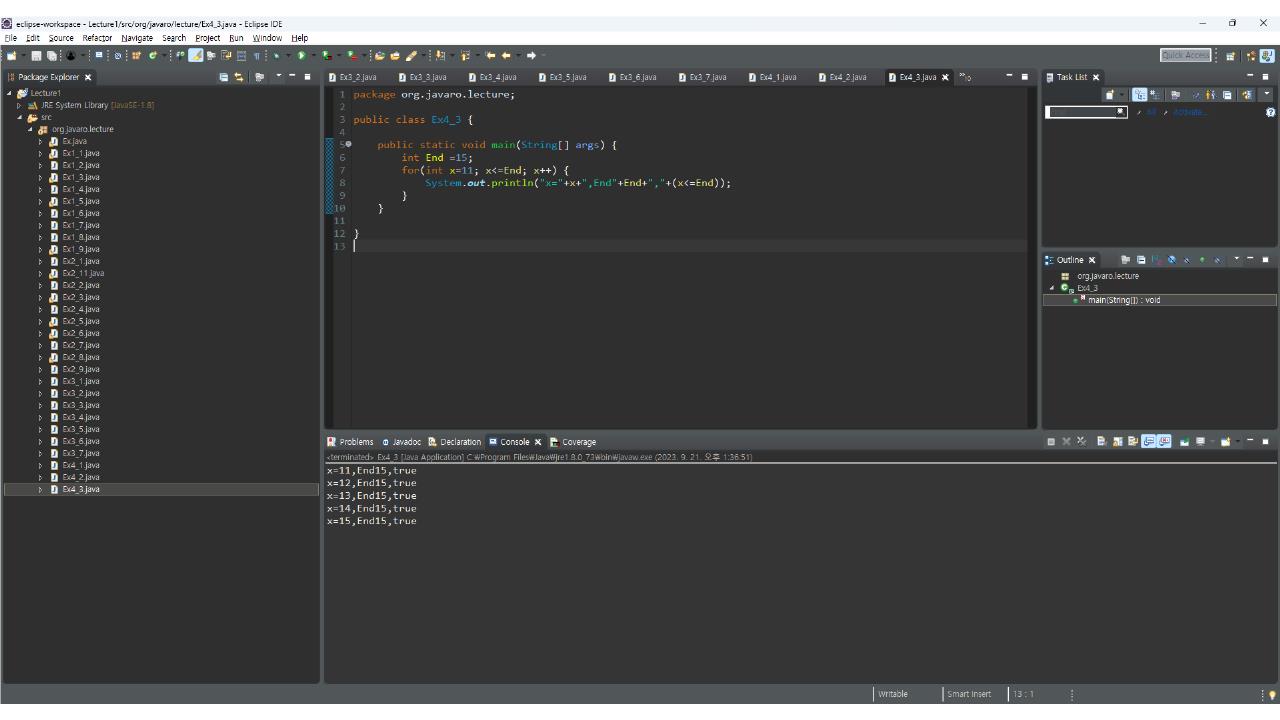 eclipse-workspace - Lecture1/src/org/javaro/lecture/Ex4_3.java - Eclipse IDE
File Edit Source Refactor Navigate Search Project Run Window Help
Quick Access
Package Explorer
Lecture1
JRE System Library [JavaSE-1.8]
src
org.javaro.lecture
Ex.java
Ex1_1.java
Ex1_2.java
Ex1_3.java
Ex1_4.java
Ex1_5.java
Ex1_6.java
Ex1_7.java
Ex1_8.java
Ex1_9.java
Ex2_1.java
Ex2_11.java
Ex2_2.java
Ex2_3.java
Ex2_4.java
Ex2_5.java
Ex2_6.java
Ex2_7.java
Ex2_8.java
Ex2_9.java
Ex3_1.java
Ex3_2.java
Ex3_3.java
Ex3_4.java
Ex3_5.java
Ex3_6.java
Ex3_7.java
Ex4_1.java
Ex4_2.java
Ex4_3.java
Ex3_2.java Ex3_3.java Ex3_4.java Ex3_5.java Ex3_6.java Ex3_7.java Ex4_1.java Ex4_2.java Ex4_3.java »10
1 package org.javaro.lecture;
2
3 public class Ex4_3 {
4
5 public static void main(String[] args) {
6 int End =15;
7 for(int x=11; x<=End; x++) {
8 System.out.println("x="+x+",End"+End+","+(x<=End));
9 }
10 }
11
12 }
13
Task List
All Activate...
Outline
org.javaro.lecture
Ex4_3
main(String[]) : void
Problems Javadoc Declaration Console Coverage
<terminated> Ex4_3 [Java Application] C:₩Program Files₩Java₩jre1.8.0_73₩bin₩javaw.exe (2023. 9. 21. 오후 1:36:51)
x=11,End15,true
x=12,End15,true
x=13,End15,true
x=14,End15,true
x=15,End15,true
Writable Smart Insert 13 : 1